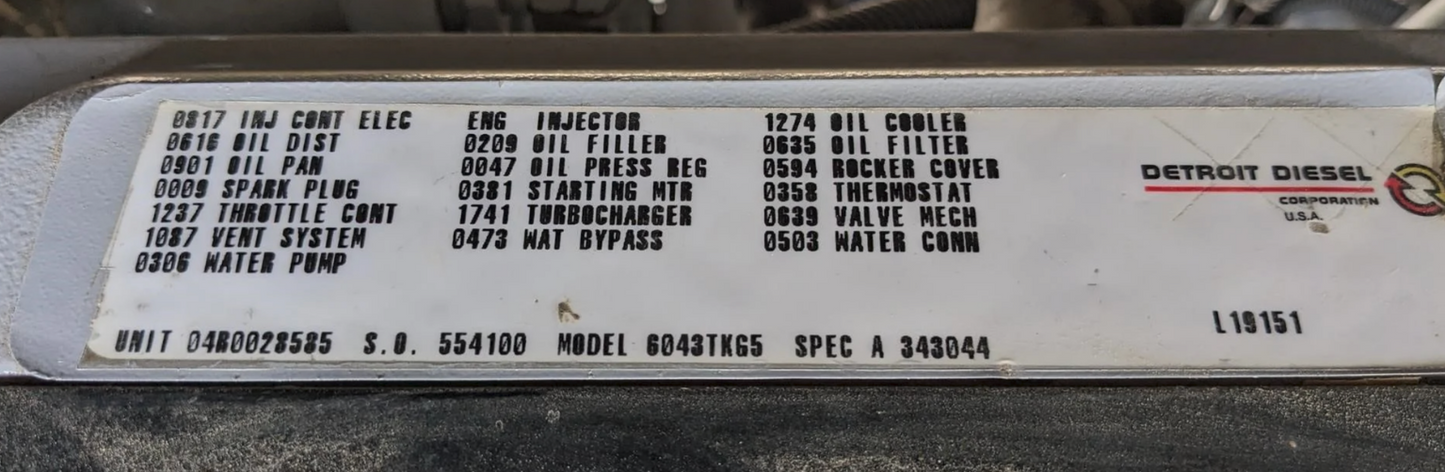 0817 INJ CONT ELEC ENG INJECTOR 1274 OIL COOLER
0616 OIL DIST 0209 OIL FILLER 0635 OIL FILTER
0901 OIL PAN 0047 OIL PRESS REG 0594 ROCKER COVER
0009 SPARK PLUG 0381 STARTING MTR 0358 THERMOSTAT
1237 THROTTLE CONT 1741 TURBOCHARGER 0639 VALVE MECH
1087 VENT SYSTEM 0473 WAT BYPASS 0503 WATER CONN
0306 WATER PUMP
UNIT 04R0028585 S.O. 554100 MODEL 6043TKG5 SPEC A 343044
DETROIT DIESEL
CORPORATION
U.S.A.
L19151